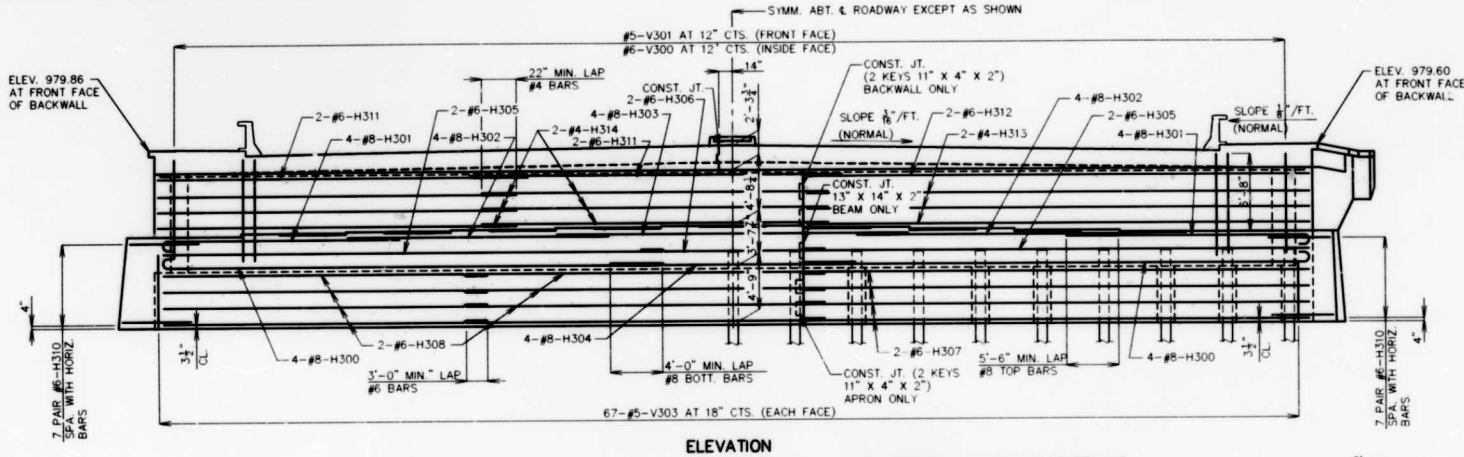 SYMM. ABT. ℄ ROADWAY EXCEPT AS SHOWN
#5-V301 AT 12" CTS. (FRONT FACE)
#6-V300 AT 12" CTS. (INSIDE FACE)
ELEV. 979.86
AT FRONT FACE
OF BACKWALL
22" MIN. LAP
#4 BARS
14"
CONST. JT.
(2 KEYS 11" X 4" X 2")
BACKWALL ONLY
ELEV. 979.60
AT FRONT FACE
OF BACKWALL
2-#6-H311
4-#8-H301
2-#6-H305
4-#8-H302
CONST. JT.
2-#6-H306
4-#8-H303
2-#4-H314
2-#6-H311
2'-3 3/4"
SLOPE 3/16"/FT.
(NORMAL)
2-#6-H312
2-#4-H313
4-#8-H302
2-#6-H305
4-#8-H301
SLOPE 1/8"/FT.
(NORMAL)
4'-8 1/4"
CONST. JT.
13" X 14" X 2"
BEAM ONLY
4'-9"
4"
7 PAIR #6-H310
SPA. WITH HORIZ.
BARS
3 1/2"
CL.
4-#8-H300
2-#6-H308
4-#8-H304
3'-0" MIN." LAP
#6 BARS
4'-0" MIN. LAP
#8 BOTT. BARS
2-#6-H307
CONST. JT. (2 KEYS
11" X 4" X 2")
APRON ONLY
5'-6" MIN. LAP
#8 TOP BARS
4-#8-H300
3 1/2"
CL.
7 PAIR #6-H310
SPA. WITH HORIZ.
BARS
4"
67-#5-V303 AT 18" CTS. (EACH FACE)
ELEVATION